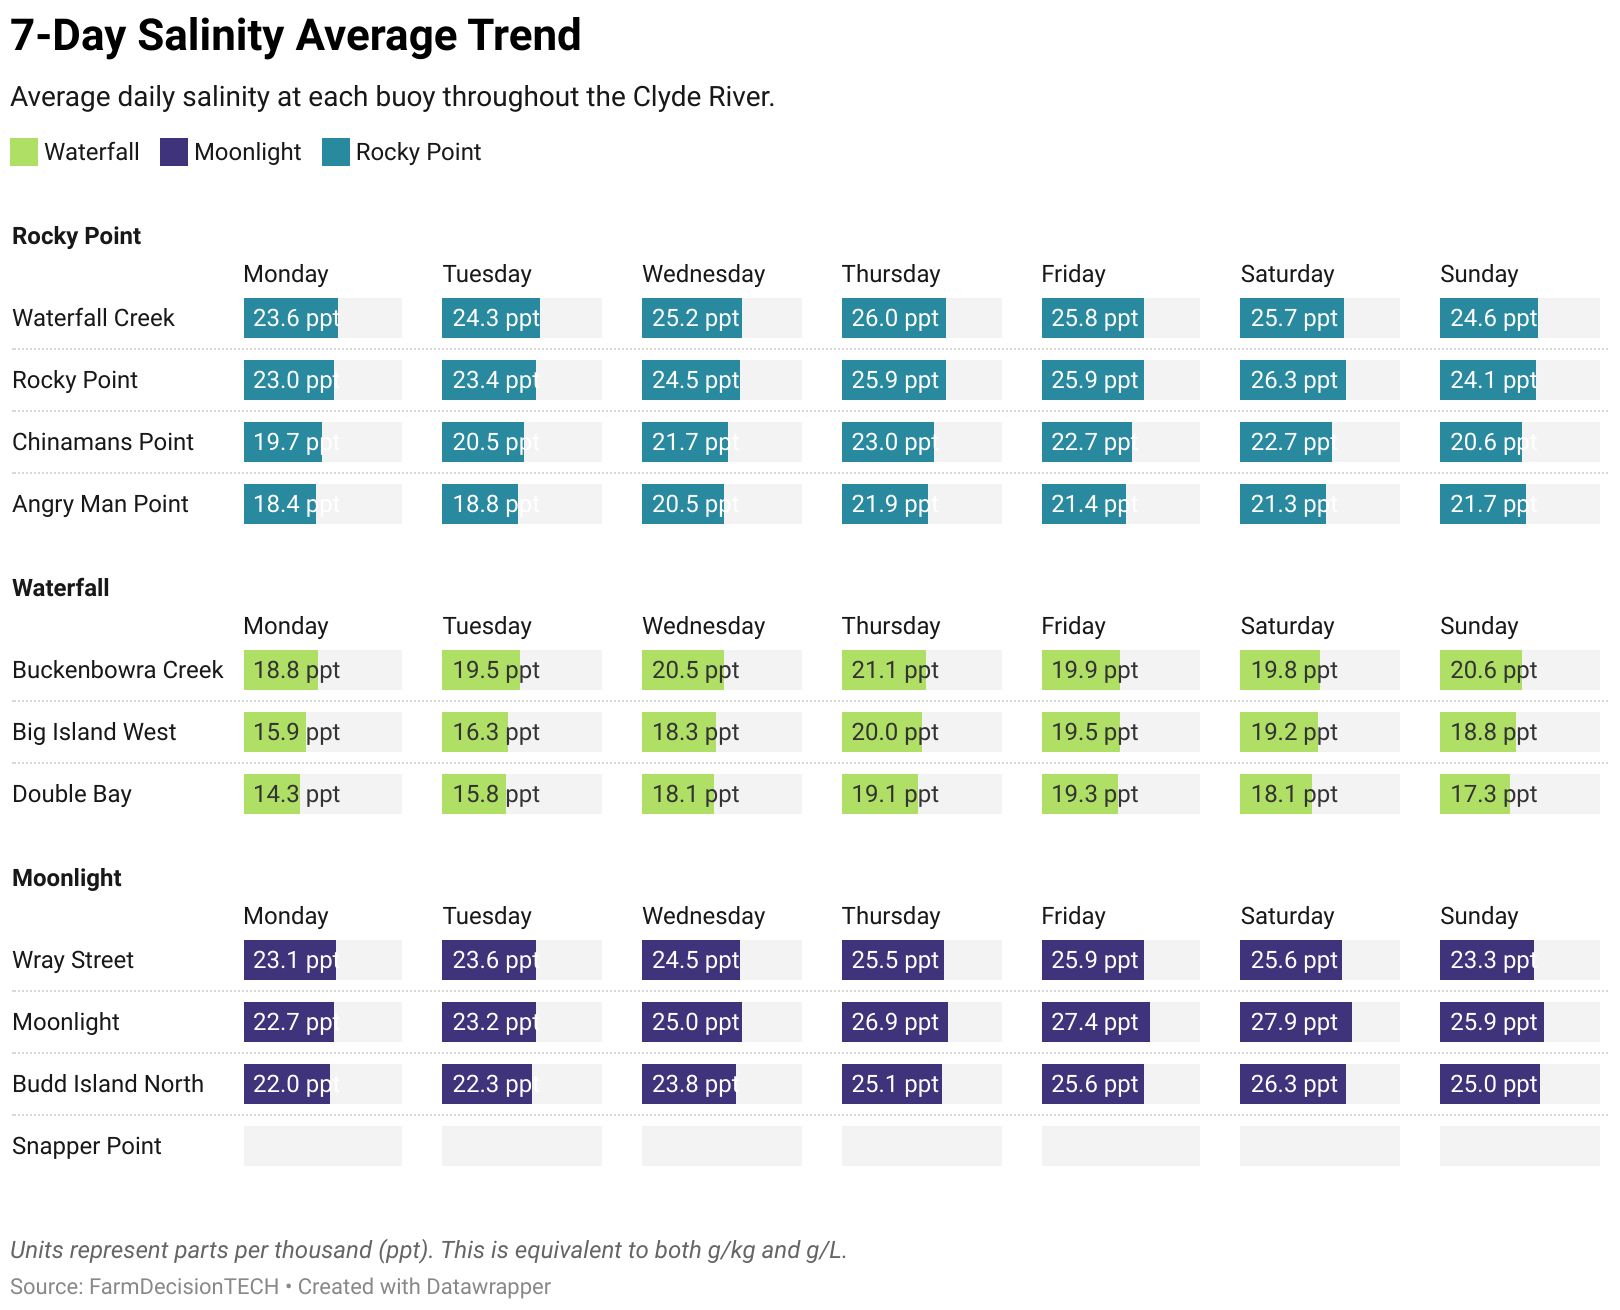 7-Day Salinity Average Trend
Average daily salinity at each buoy throughout the Clyde River.
Waterfall Moonlight Rocky Point
Rocky Point
Monday Tuesday Wednesday Thursday Friday Saturday Sunday
Waterfall Creek 23.6 ppt 24.3 ppt 25.2 ppt 26.0 ppt 25.8 ppt 25.7 ppt 24.6 ppt
Rocky Point 23.0 ppt 23.4 ppt 24.5 ppt 25.9 ppt 25.9 ppt 26.3 ppt 24.1 ppt
Chinamans Point 19.7 ppt 20.5 ppt 21.7 ppt 23.0 ppt 22.7 ppt 22.7 ppt 20.6 ppt
Angry Man Point 18.4 ppt 18.8 ppt 20.5 ppt 21.9 ppt 21.4 ppt 21.3 ppt 21.7 ppt
Waterfall
Monday Tuesday Wednesday Thursday Friday Saturday Sunday
Buckenbowra Creek 18.8 ppt 19.5 ppt 20.5 ppt 21.1 ppt 19.9 ppt 19.8 ppt 20.6 ppt
Big Island West 15.9 ppt 16.3 ppt 18.3 ppt 20.0 ppt 19.5 ppt 19.2 ppt 18.8 ppt
Double Bay 14.3 ppt 15.8 ppt 18.1 ppt 19.1 ppt 19.3 ppt 18.1 ppt 17.3 ppt
Moonlight
Monday Tuesday Wednesday Thursday Friday Saturday Sunday
Wray Street 23.1 ppt 23.6 ppt 24.5 ppt 25.5 ppt 25.9 ppt 25.6 ppt 23.3 ppt
Moonlight 22.7 ppt 23.2 ppt 25.0 ppt 26.9 ppt 27.4 ppt 27.9 ppt 25.9 ppt
Budd Island North 22.0 ppt 22.3 ppt 23.8 ppt 25.1 ppt 25.6 ppt 26.3 ppt 25.0 ppt
Snapper Point
Units represent parts per thousand (ppt). This is equivalent to both g/kg and g/L.
Source: FarmDecisionTECH • Created with Datawrapper